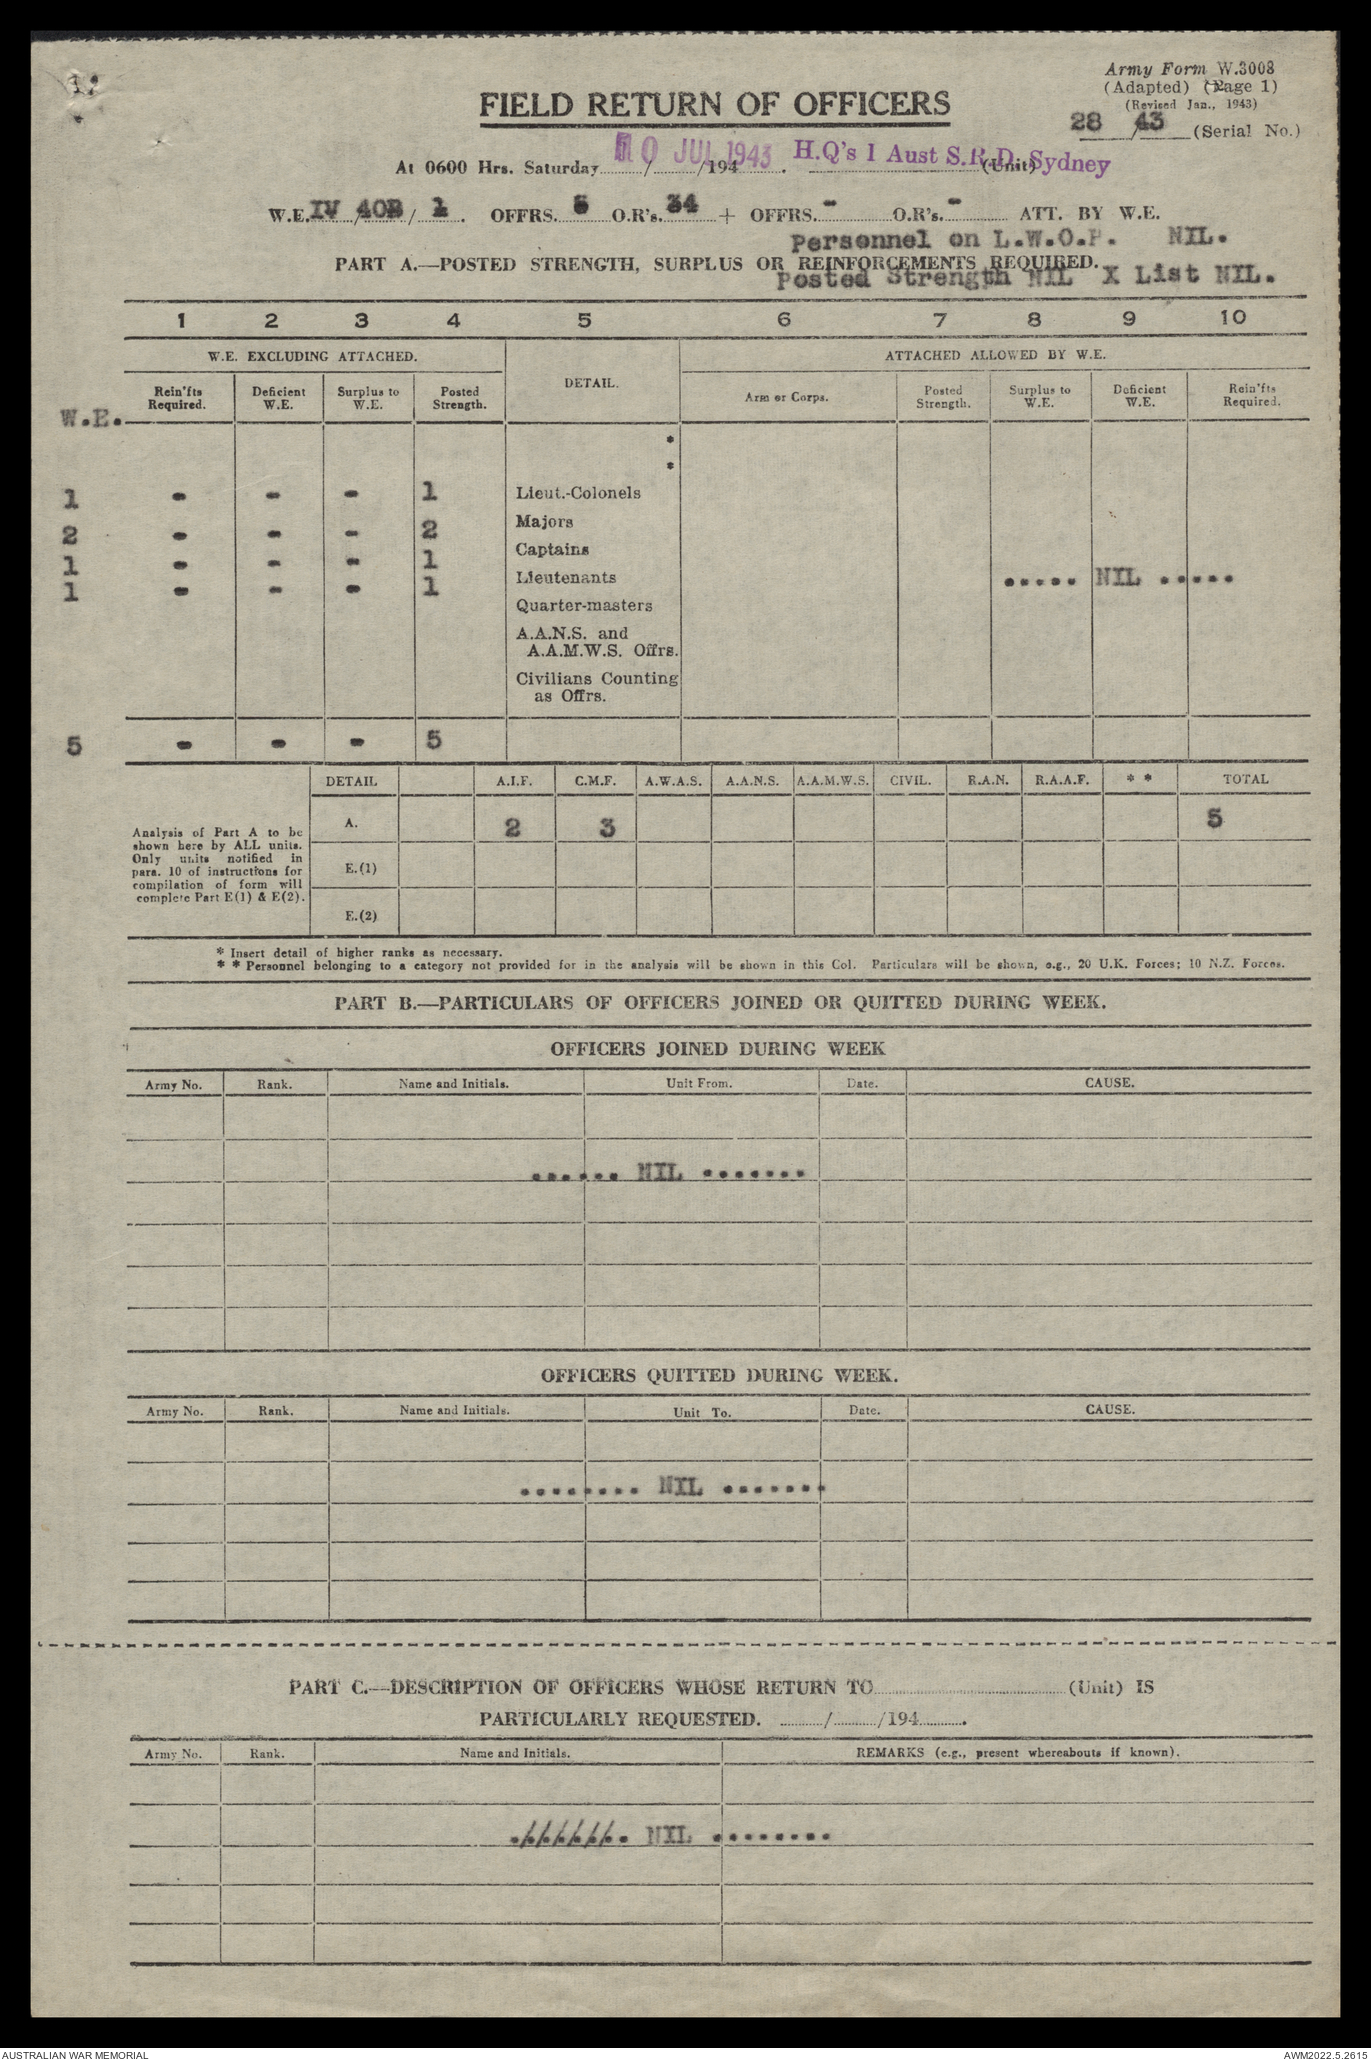 Army Form W.3008
(Adapted) (Page 1)
(Revised Jan., 1943)
28 / 43 (Serial No.)
FIELD RETURN OF OFFICERS
At 0600 Hrs. Saturday 10 JUL 1943 /194 . H.Q's 1 Aust S.P.D. Sydney (Unit)
W.E. IV / 40B / 1 . OFFRS. 5 O.R's. 34 + OFFRS. - O.R's. - ATT. BY W.E.
Personnel on L.W.O.P. NIL.
PART A.—POSTED STRENGTH, SURPLUS OR REINFORCEMENTS REQUIRED.
Posted Strength NIL X List NIL.
1 2 3 4 5 6 7 8 9 10
W.E. EXCLUDING ATTACHED. DETAIL. ATTACHED ALLOWED BY W.E.
W.E. Rein'fts Required. Deficient W.E. Surplus to W.E. Posted Strength. Arm or Corps. Posted Strength. Surplus to W.E. Deficient W.E. Rein'fts Required.
*
*
1 - - - 1 Lieut.-Colonels
2 - - - 2 Majors
1 - - - 1 Captains
1 - - - 1 Lieutenants ..... NIL .....
Quarter-masters
A.A.N.S. and
A.A.M.W.S. Offrs.
Civilians Counting
as Offrs.
5 - - - 5
DETAIL A.I.F. C.M.F. A.W.A.S. A.A.N.S. A.A.M.W.S. CIVIL. R.A.N. R.A.A.F. * * TOTAL
A. 2 3 5
E.(1)
E.(2)
Analysis of Part A to be
shown here by ALL units.
Only units notified in
para. 10 of instructions for
compilation of form will
complete Part E(1) & E(2).
* Insert detail of higher ranks as necessary.
* * Personnel belonging to a category not provided for in the analysis will be shown in this Col. Particulars will be shown, e.g., 20 U.K. Forces; 10 N.Z. Forces.
PART B.—PARTICULARS OF OFFICERS JOINED OR QUITTED DURING WEEK.
OFFICERS JOINED DURING WEEK
Army No. Rank. Name and Initials. Unit From. Date. CAUSE.
...... NIL .......
OFFICERS QUITTED DURING WEEK.
Army No. Rank. Name and Initials. Unit To. Date. CAUSE.
........ NIL .......
PART C.—DESCRIPTION OF OFFICERS WHOSE RETURN TO (Unit) IS
PARTICULARLY REQUESTED. / /194 .
Army No. Rank. Name and Initials. REMARKS (e.g., present whereabouts if known).
./././././././. NIL ........
AUSTRALIAN WAR MEMORIAL
AWM2022.5.2615